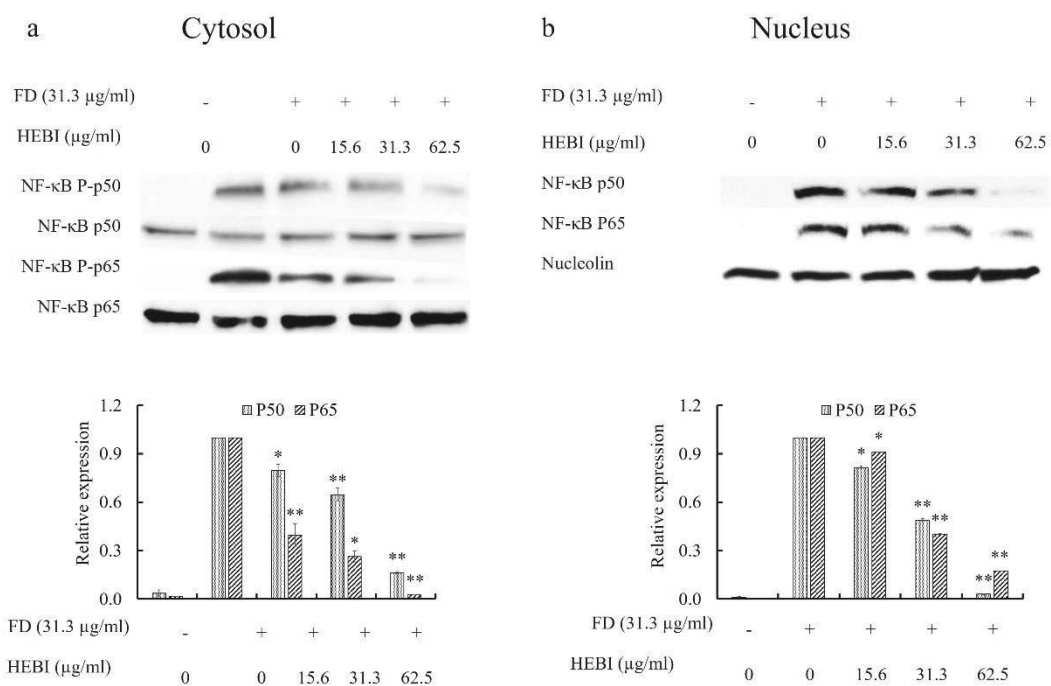 a Cytosol
FD (31.3 µg/ml) - + + + +
HEBI (µg/ml) 0 0 15.6 31.3 62.5
NF-κB P-p50
NF-κB p50
NF-κB P-p65
NF-κB p65
1.2
0.9
0.6
0.3
0.0
Relative expression
P50 P65
* ** ** * ** **
FD (31.3 µg/ml) - + + + +
HEBI (µg/ml) 0 0 15.6 31.3 62.5
b Nucleus
FD (31.3 µg/ml) - + + + +
HEBI (µg/ml) 0 0 15.6 31.3 62.5
NF-κB p50
NF-κB P65
Nucleolin
1.2
0.9
0.6
0.3
0.0
Relative expression
P50 P65
* * ** ** ** **
FD (31.3 µg/ml) - + + + +
HEBI (µg/ml) 0 0 15.6 31.3 62.5